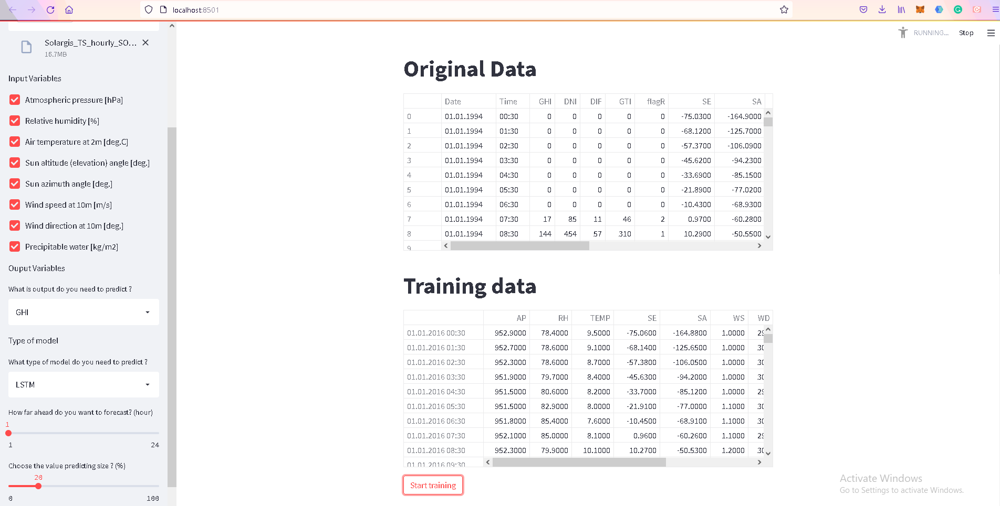 localhost:8501
RUNNING...
Stop
Solargis_TS_hourly_SO...
16.7MB
Input Variables
Atmospheric pressure [hPa]
Relative humidity [%]
Air temperature at 2m [deg.C]
Sun altitude (elevation) angle [deg.]
Sun azimuth angle [deg.]
Wind speed at 10m [m/s]
Wind direction at 10m [deg.]
Precipitable water [kg/m2]
Ouput Variables
What is output do you need to predict ?
GHI
Type of model
What type of model do you need to predict ?
LSTM
How far ahead do you want to forecast? (hour)
1
1 24
Choose the value predicting size ? (%)
20
0 100
Original Data
Date Time GHI DNI DIF GTI flagR SE SA
0 01.01.1994 00:30 0 0 0 0 0 -75.0300 -164.9000
1 01.01.1994 01:30 0 0 0 0 0 -68.1200 -125.7000
2 01.01.1994 02:30 0 0 0 0 0 -57.3700 -106.0900
3 01.01.1994 03:30 0 0 0 0 0 -45.6200 -94.2300
4 01.01.1994 04:30 0 0 0 0 0 -33.6900 -85.1500
5 01.01.1994 05:30 0 0 0 0 0 -21.8900 -77.0200
6 01.01.1994 06:30 0 0 0 0 0 -10.4300 -68.9300
7 01.01.1994 07:30 17 85 11 46 2 0.9700 -60.2800
8 01.01.1994 08:30 144 454 57 310 1 10.2900 -50.5500
9
Training data
AP RH TEMP SE SA WS WD
01.01.2016 00:30 952.9000 78.4000 9.5000 -75.0600 -164.8800 1.0000 29
01.01.2016 01:30 952.7000 78.6000 9.1000 -68.1400 -125.6500 1.0000 30
01.01.2016 02:30 952.3000 78.6000 8.7000 -57.3800 -106.0500 1.0000 30
01.01.2016 03:30 951.9000 79.7000 8.4000 -45.6300 -94.2000 1.0000 30
01.01.2016 04:30 951.5000 80.6000 8.2000 -33.7000 -85.1200 1.0000 29
01.01.2016 05:30 951.5000 82.9000 8.0000 -21.9100 -77.0000 1.1000 30
01.01.2016 06:30 951.8000 85.4000 7.6000 -10.4500 -68.9100 1.1000 30
01.01.2016 07:30 952.1000 85.0000 8.1000 0.9600 -60.2600 1.1000 29
01.01.2016 08:30 952.3000 79.9000 10.1000 10.2700 -50.5300 1.2000 30
01.01.2016 09:30
Start training
Activate Windows
Go to Settings to activate Windows.